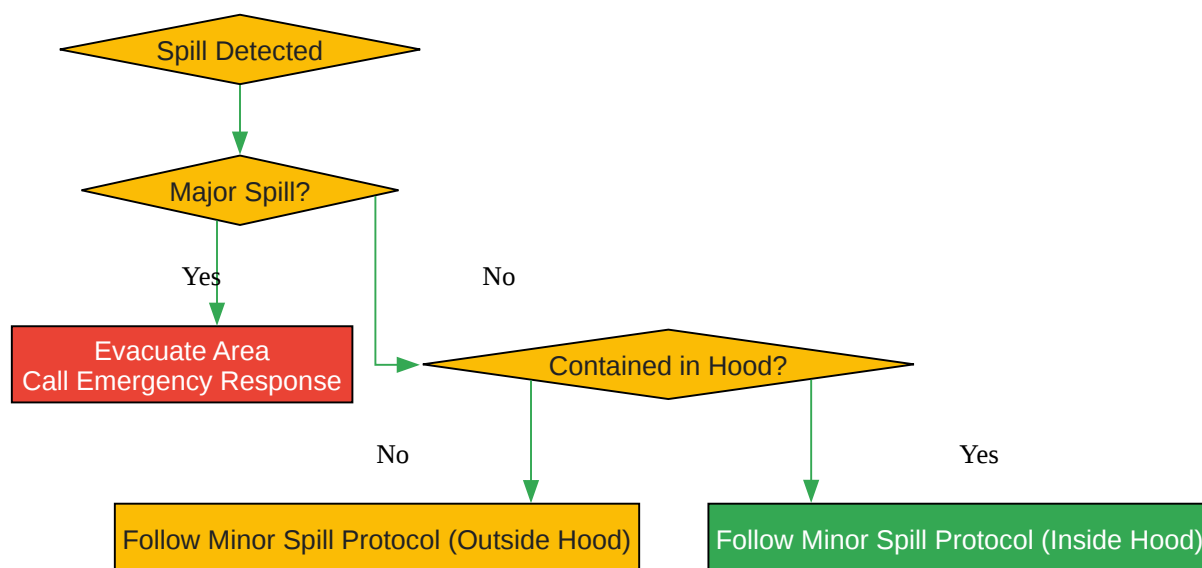 Spill Detected
Major Spill?
Yes
No
Evacuate Area
Call Emergency Response
Contained in Hood?
No
Yes
Follow Minor Spill Protocol (Outside Hood)
Follow Minor Spill Protocol (Inside Hood)